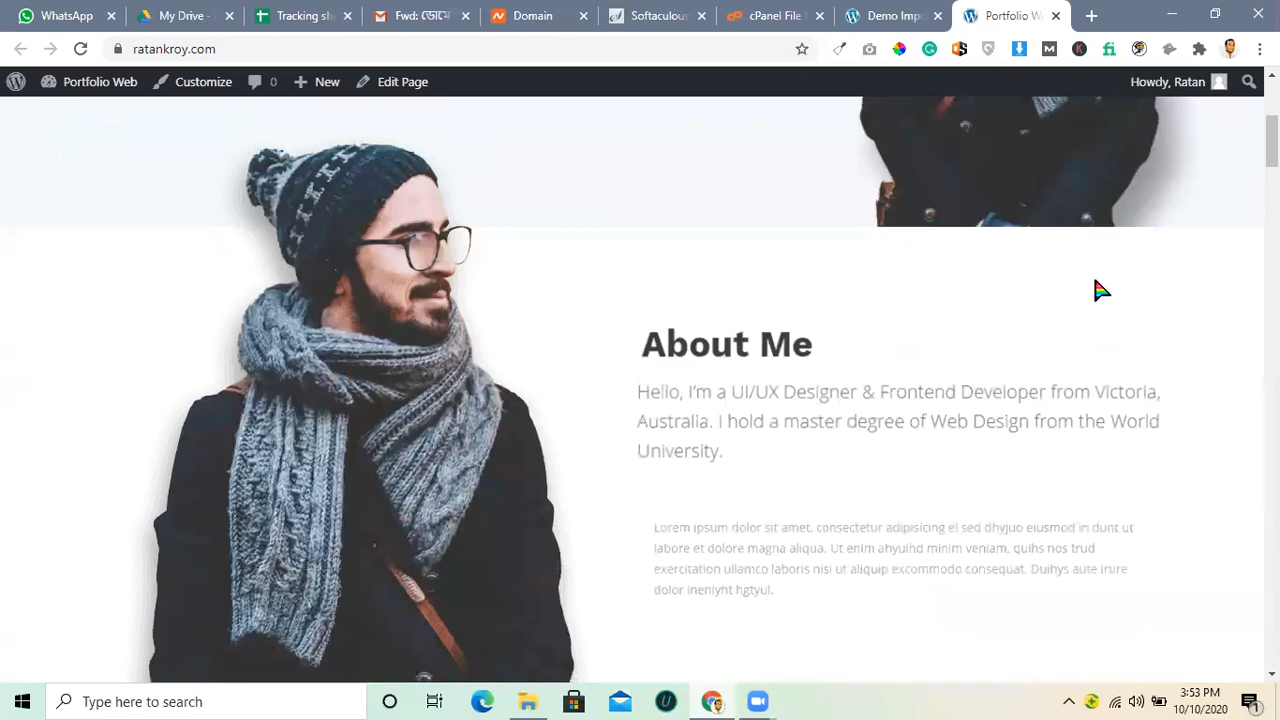 WhatsApp
My Drive -
Tracking sh
Fwd:
Domain
Softaculous
cPanel File
Demo Imp
Portfolio W
ratankroy.com
Portfolio Web
Customize
0
New
Edit Page
Howdy, Ratan
About Me
Hello, I'm a UI/UX Designer & Frontend Developer from Victoria,
Australia. I hold a master degree of Web Design from the World
University.
Lorem ipsum dolor sit amet, consectetur adipisicing el sed dhyjuo eiusmod in dunt ut
labore et dolore magna aliqua. Ut enim ahyuihd minim veniam, quihs nos trud
exercitation ullamco laboris nisi ut aliquip excommodo consequat. Duihys aute irure
dolor ineniyht hgtyul.
Type here to search
3:53 PM
10/10/2020